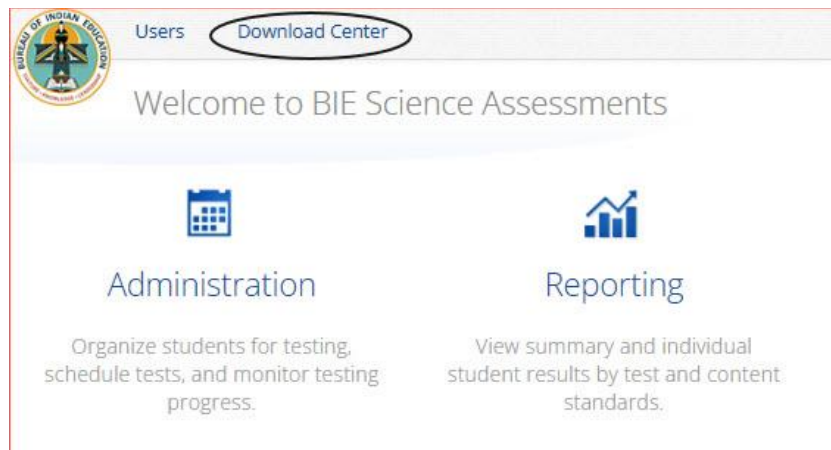 BUREAU OF INDIAN EDUCATION
Users Download Center
Welcome to BIE Science Assessments
Administration Reporting
Organize students for testing, View summary and individual
schedule tests, and monitor testing student results by test and content
progress. standards.